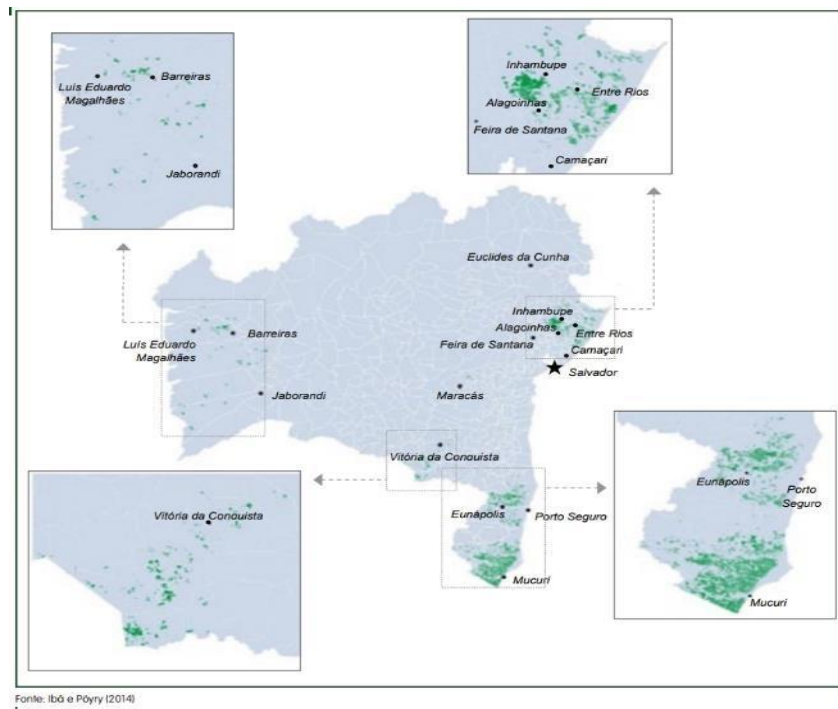 Barreiras
Luís Eduardo
Magalhães
Jaborandi
Inhambupe
Entre Rios
Alagoinhas
Feira de Santana
Camaçari
Euclides da Cunha
Inhambupe
Alagoinhas
Entre Rios
Feira de Santana
Camaçari
Salvador
Barreiras
Luís Eduardo
Magalhães
Jaborandi
Maracás
Vitória da Conquista
Eunápolis
Porto Seguro
Mucuri
Vitória da Conquista
Eunápolis
Porto
Seguro
Mucuri
Fonte: Ibá e Pöyry (2014)